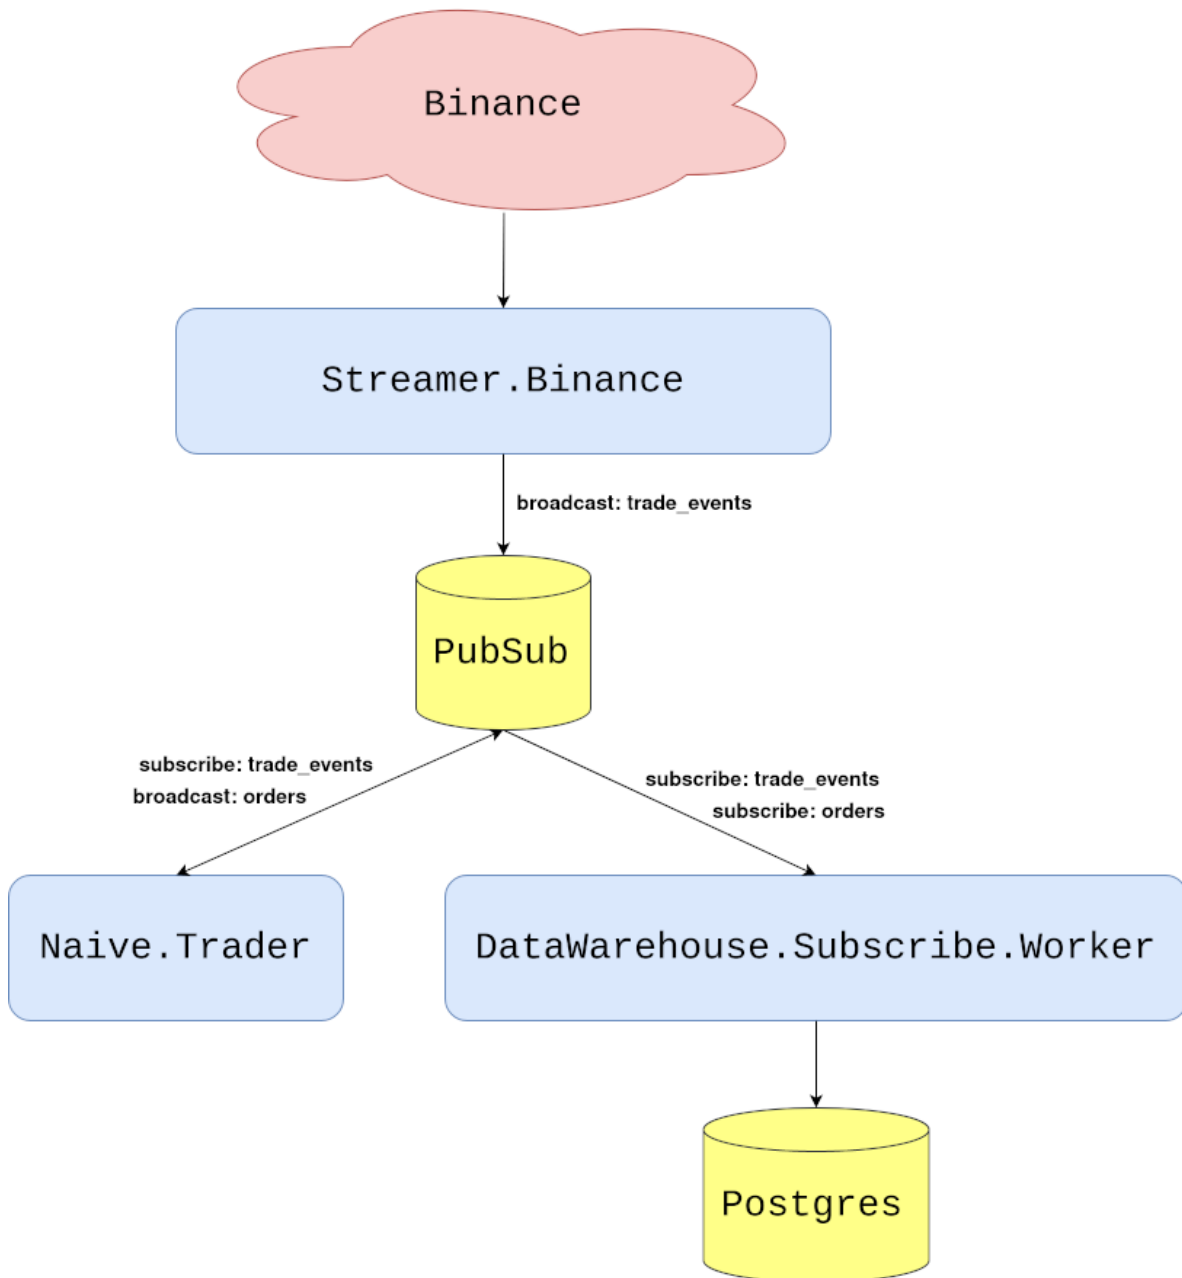 Binance
Streamer.Binance
broadcast: trade_events
PubSub
subscribe: trade_events
broadcast: orders
subscribe: trade_events
subscribe: orders
Naive.Trader
DataWarehouse.Subscribe.Worker
Postgres